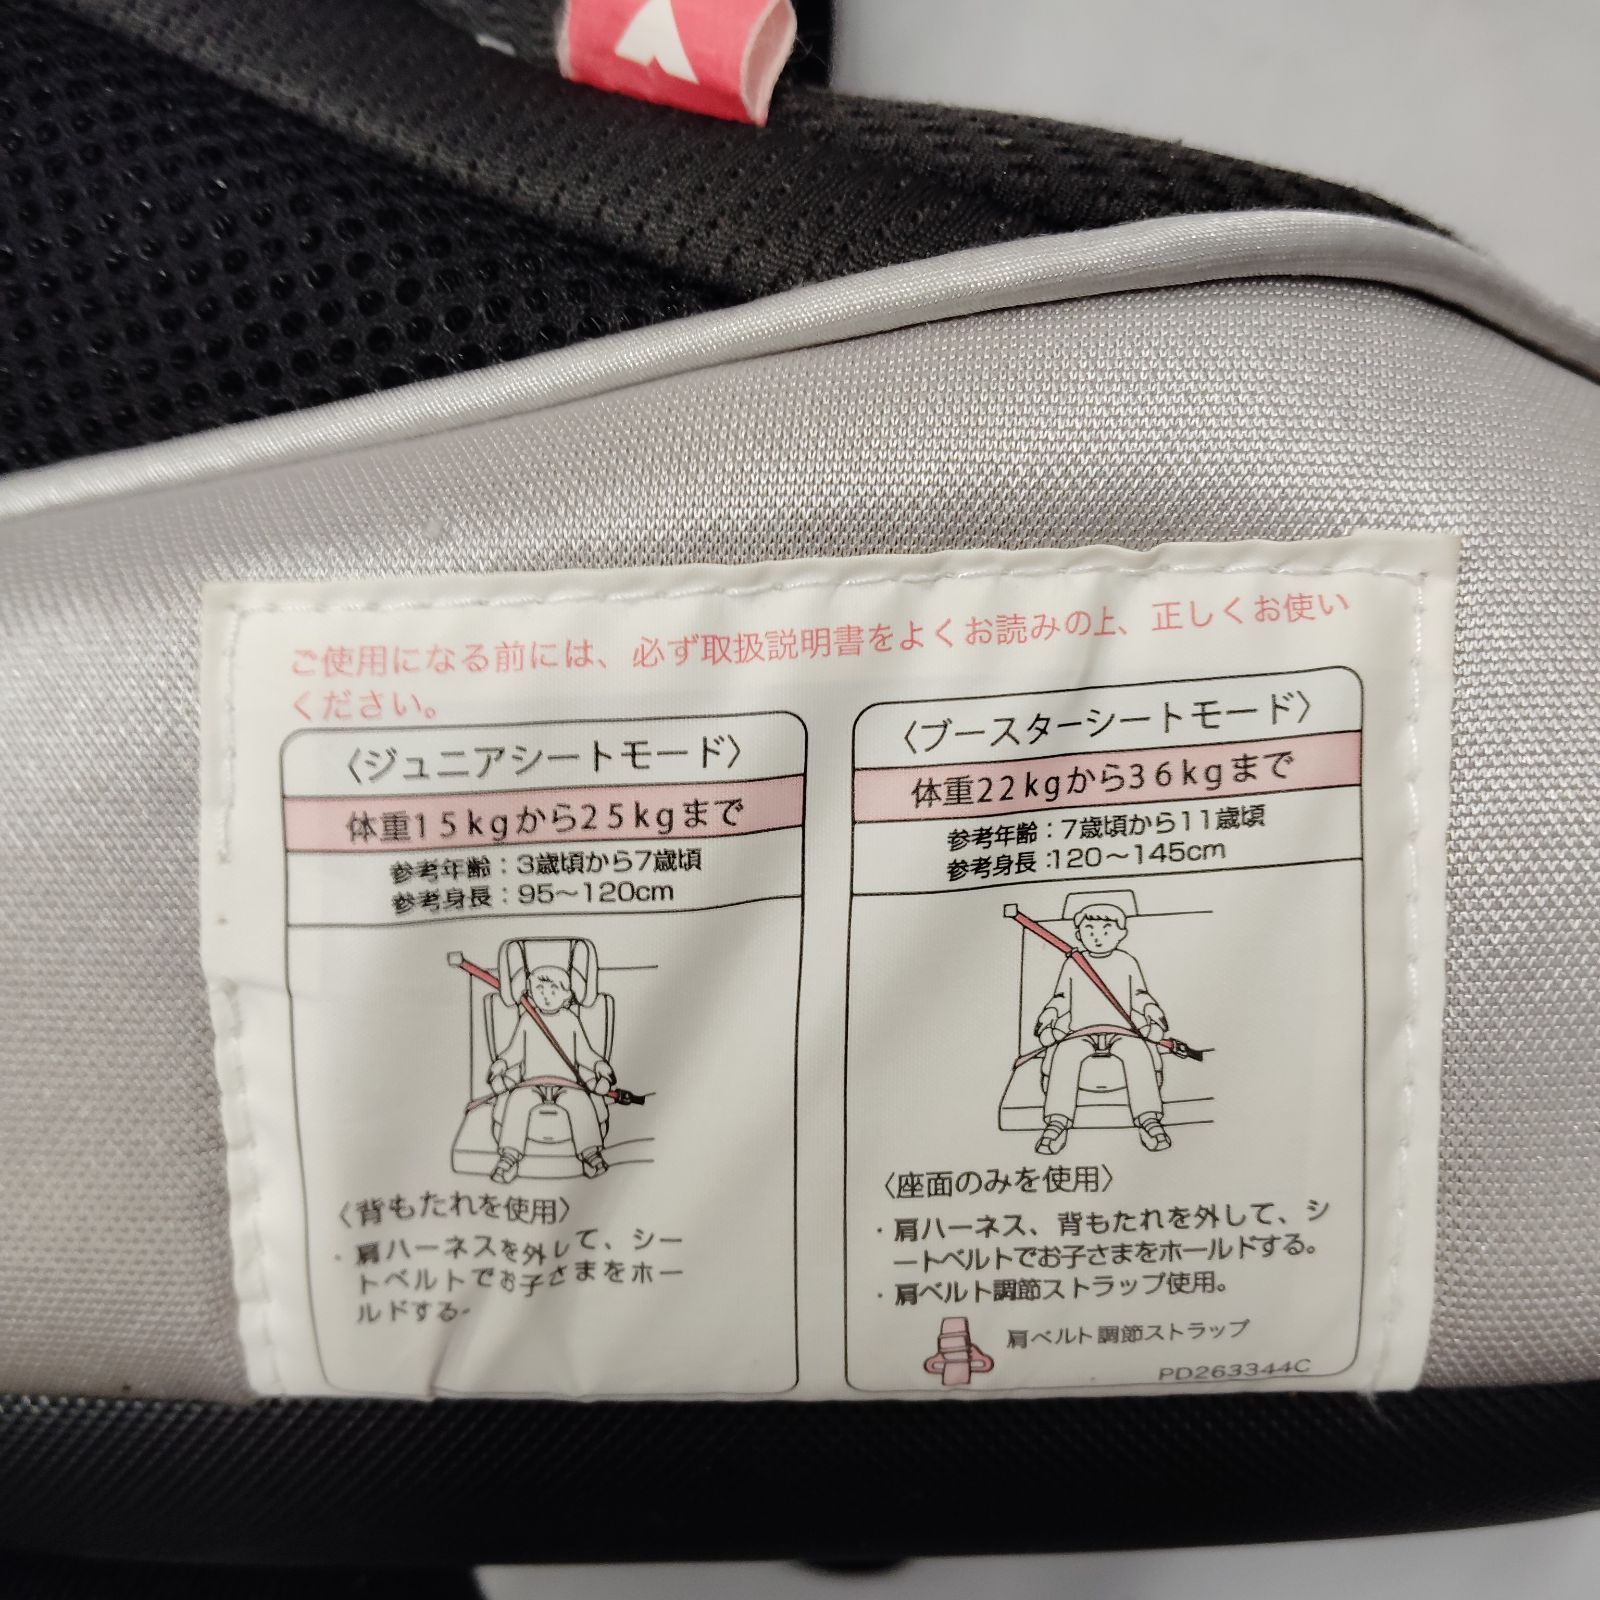 ご使用になる前には、必ず取扱説明書をよくお読みの上、正しくお使い
ください。
〈ジュニアシートモード〉
体重15kgから25kgまで
参考年齢：3歳頃から7歳頃
参考身長：95〜120cm
〈背もたれを使用〉
・肩ハーネスを外して、シー
トベルトでお子さまをホー
ルドする。
〈ブースターシートモード〉
体重22kgから36kgまで
参考年齢：7歳頃から11歳頃
参考身長：120〜145cm
〈座面のみを使用〉
・肩ハーネス、背もたれを外して、シ
ートベルトでお子さまをホールドする。
・肩ベルト調節ストラップ使用。
肩ベルト調節ストラップ
PD263344C